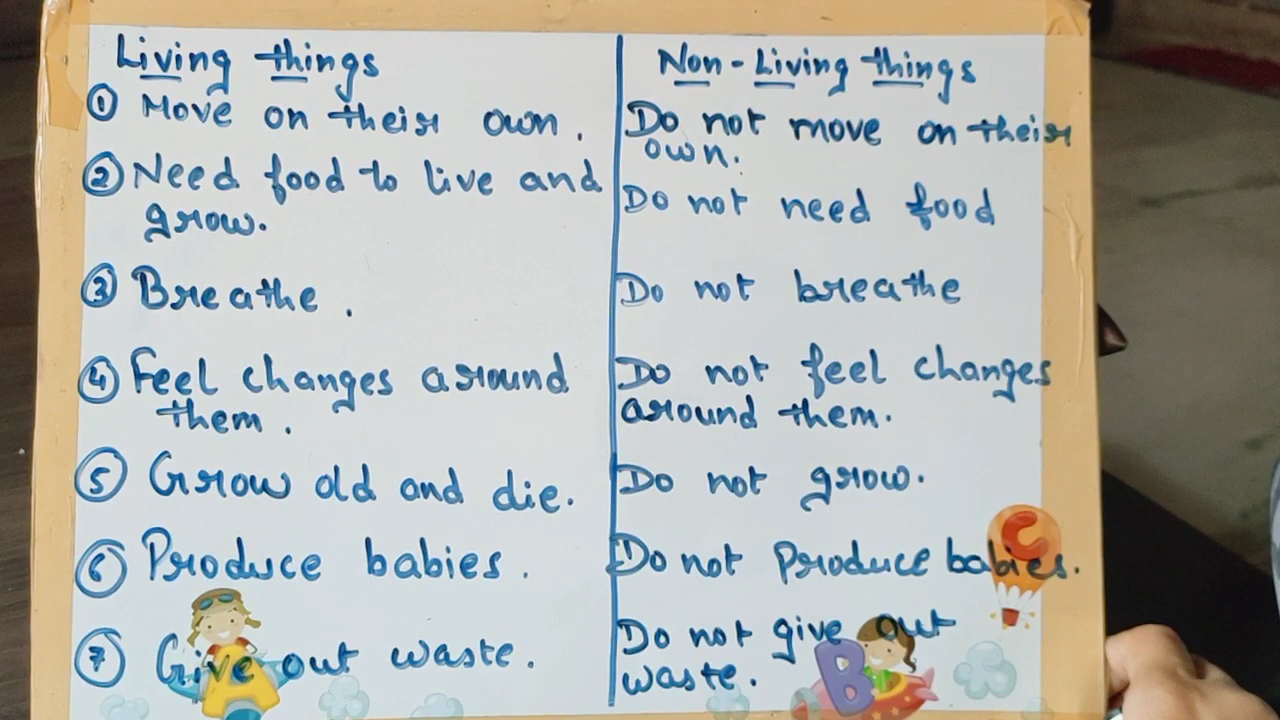 Living things
① Move on their own.
② Need food to live and
grow.
③ Breathe.
④ Feel changes around
them.
⑤ Grow old and die.
⑥ Produce babies.
⑦ Give out waste.
Non-Living things
Do not move on their
own.
Do not need food
Do not breathe
Do not feel changes
around them.
Do not grow.
Do not produce babies.
Do not give out
waste.
A
B
C